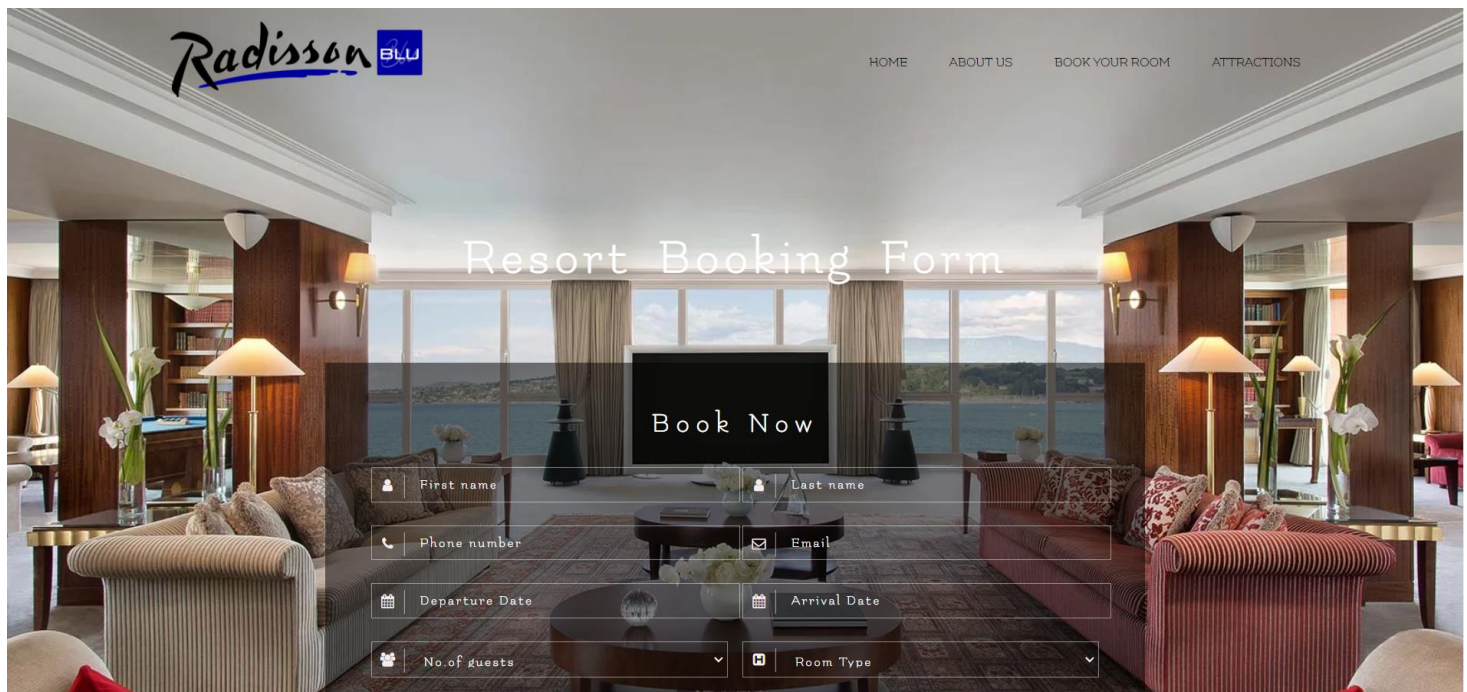 Radisson BLU
HOME ABOUT US BOOK YOUR ROOM ATTRACTIONS
Resort Booking Form
Book Now
First name Last name
Phone number Email
Departure Date Arrival Date
No.of guests Room Type